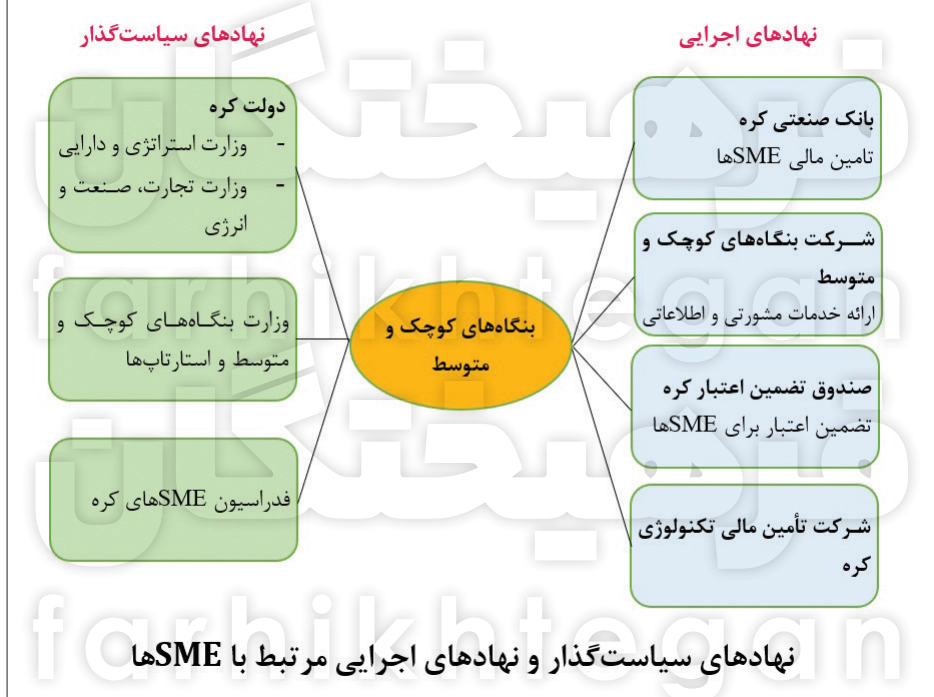 نهادهای اجرایی
بانک صنعتی کره
تامین مالی SMEها
شرکت بنگاه‌های کوچک و
متوسط
ارائه خدمات مشورتی و اطلاعاتی
صندوق تضمین اعتبار کره
تضمین اعتبار برای SMEها
شرکت تأمین مالی تکنولوژی
کره
بنگاه‌های کوچک و
متوسط
نهادهای سیاست‌گذار
دولت کره
- وزارت استراتژی و دارایی
- وزارت تجارت، صنعت و
انرژی
وزارت بنگاه‌های کوچک و
متوسط و استارتاپ‌ها
فدراسیون SMEهای کره
نهادهای سیاست‌گذار و نهادهای اجرایی مرتبط با SMEها
فرهیختگان
farhikhtegan
فرهیختگان
farhikhtegan